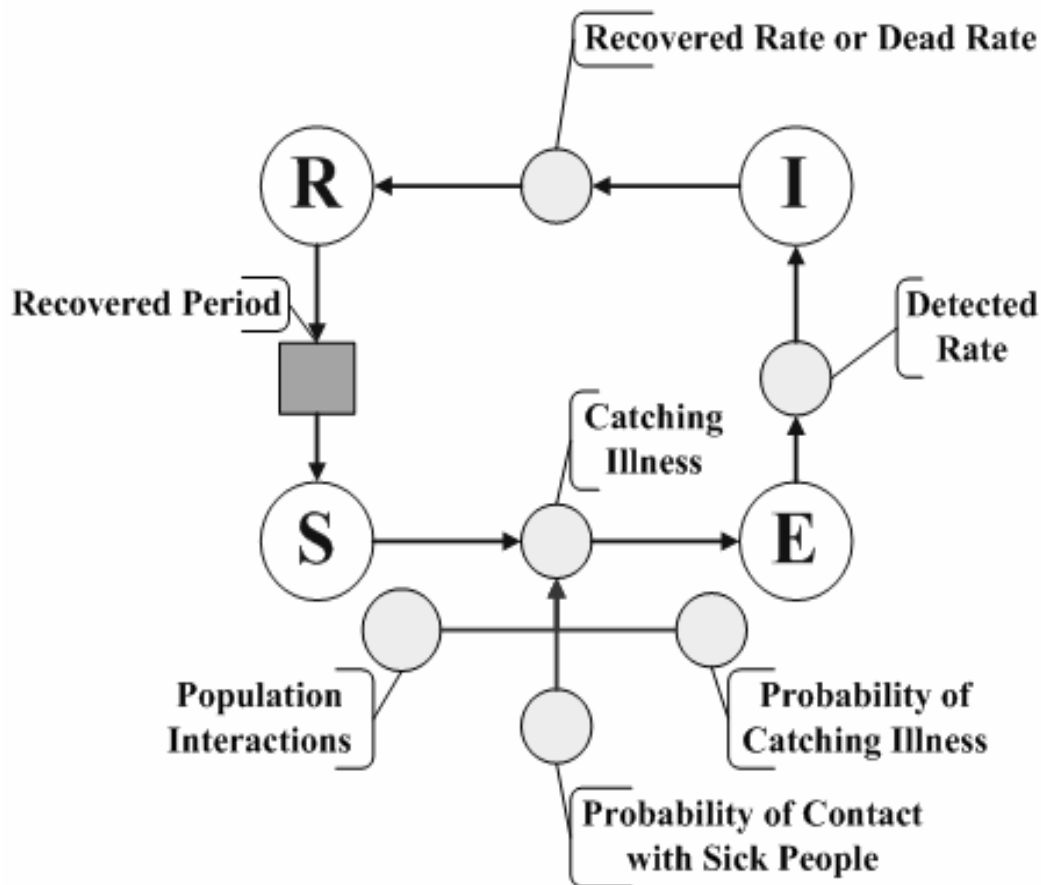 Recovered Rate or Dead Rate
R
I
Recovered Period
Detected
Rate
Catching
Illness
S
E
Population
Interactions
Probability of
Catching Illness
Probability of Contact
with Sick People